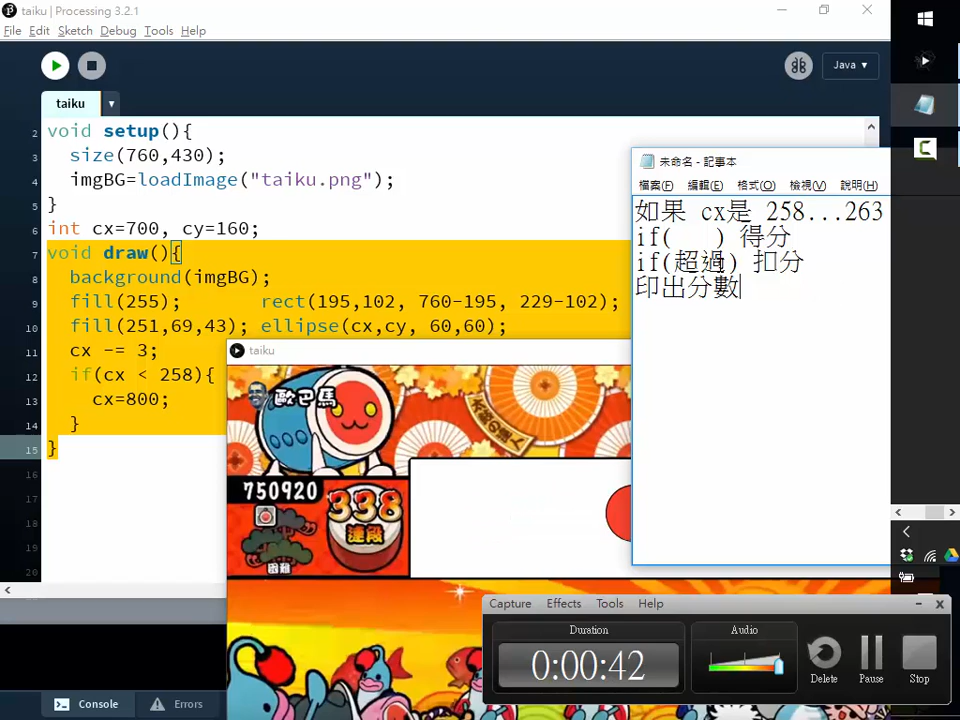 taiku | Processing 3.2.1
File Edit Sketch Debug Tools Help
Java ▾
taiku ▾
2 void setup(){
3 size(760,430);
4 imgBG=loadImage("taiku.png");
5 }
6 int cx=700, cy=160;
7 void draw(){
8 background(imgBG);
9 fill(255); rect(195,102, 760-195, 229-102);
10 fill(251,69,43); ellipse(cx,cy, 60,60);
11 cx -= 3;
12 if(cx < 258){
13 cx=800;
14 }
15 }
16
17
18
19
20
未命名 - 記事本
檔案(F) 編輯(E) 格式(O) 檢視(V) 說明(H)
如果 cx是 258...263
if( ) 得分
if(超過) 扣分
印出分數
taiku
歐巴馬
750920
338
連段
困難
Capture Effects Tools Help
Duration
0:00:42
Audio
Delete
Pause
Stop
Console
Errors